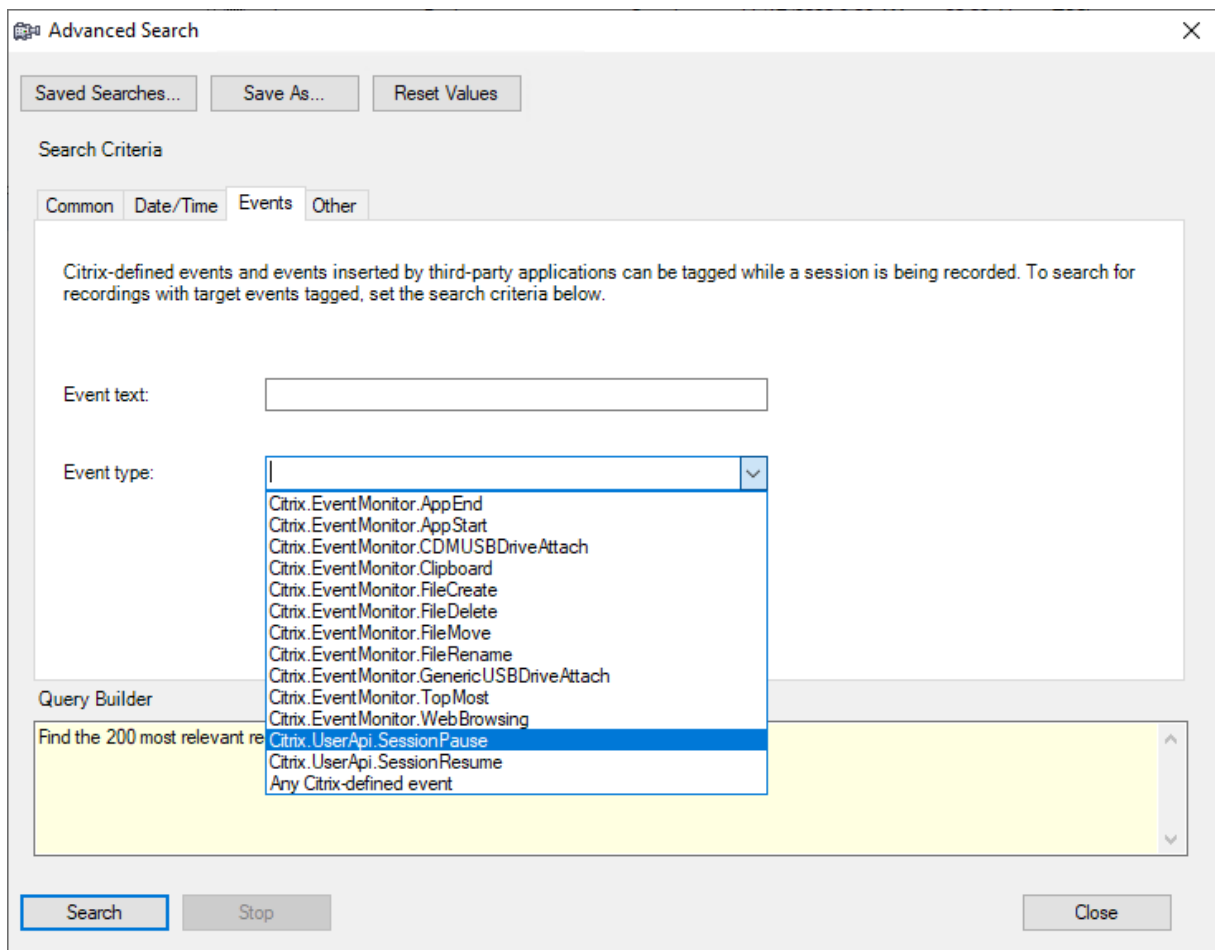 Advanced Search
Saved Searches...
Save As...
Reset Values
Search Criteria
Common
Date/Time
Events
Other
Citrix-defined events and events inserted by third-party applications can be tagged while a session is being recorded. To search for
recordings with target events tagged, set the search criteria below.
Event text:
Event type:
Citrix.EventMonitor.AppEnd
Citrix.EventMonitor.AppStart
Citrix.EventMonitor.CDMUSBDriveAttach
Citrix.EventMonitor.Clipboard
Citrix.EventMonitor.FileCreate
Citrix.EventMonitor.FileDelete
Citrix.EventMonitor.FileMove
Citrix.EventMonitor.FileRename
Citrix.EventMonitor.GenericUSBDriveAttach
Citrix.EventMonitor.TopMost
Citrix.EventMonitor.WebBrowsing
Citrix.UserApi.SessionPause
Citrix.UserApi.SessionResume
Any Citrix-defined event
Query Builder
Find the 200 most relevant re
Search
Stop
Close